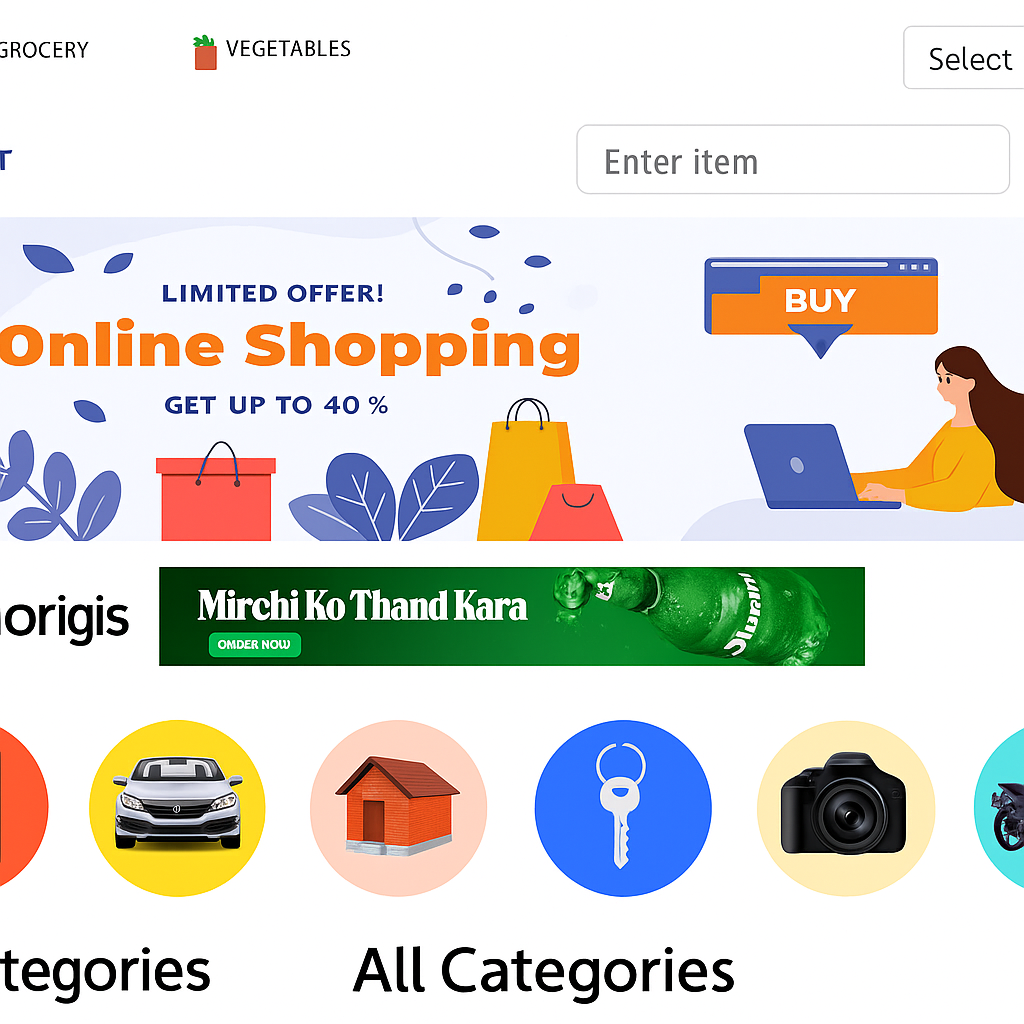 GROCERY
VEGETABLES
Select
T
Enter item
LIMITED OFFER!
Online Shopping
GET UP TO 40 %
BUY
origis
Mirchi Ko Thand Kara
OMDER NOW
tegories
All Categories